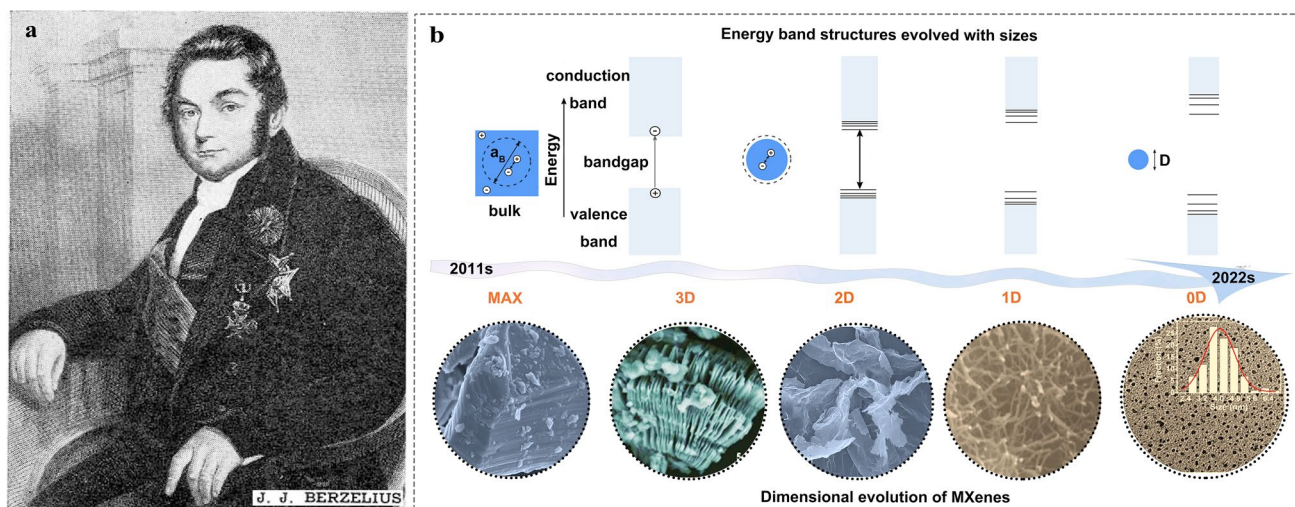 a
J. J. BERZELIUS
b
Energy band structures evolved with sizes
conduction
band
Energy
bandgap
valence
band
a_B
bulk
D
2011s
2022s
MAX
3D
2D
1D
0D
Size (nm)
Dimensional evolution of MXenes